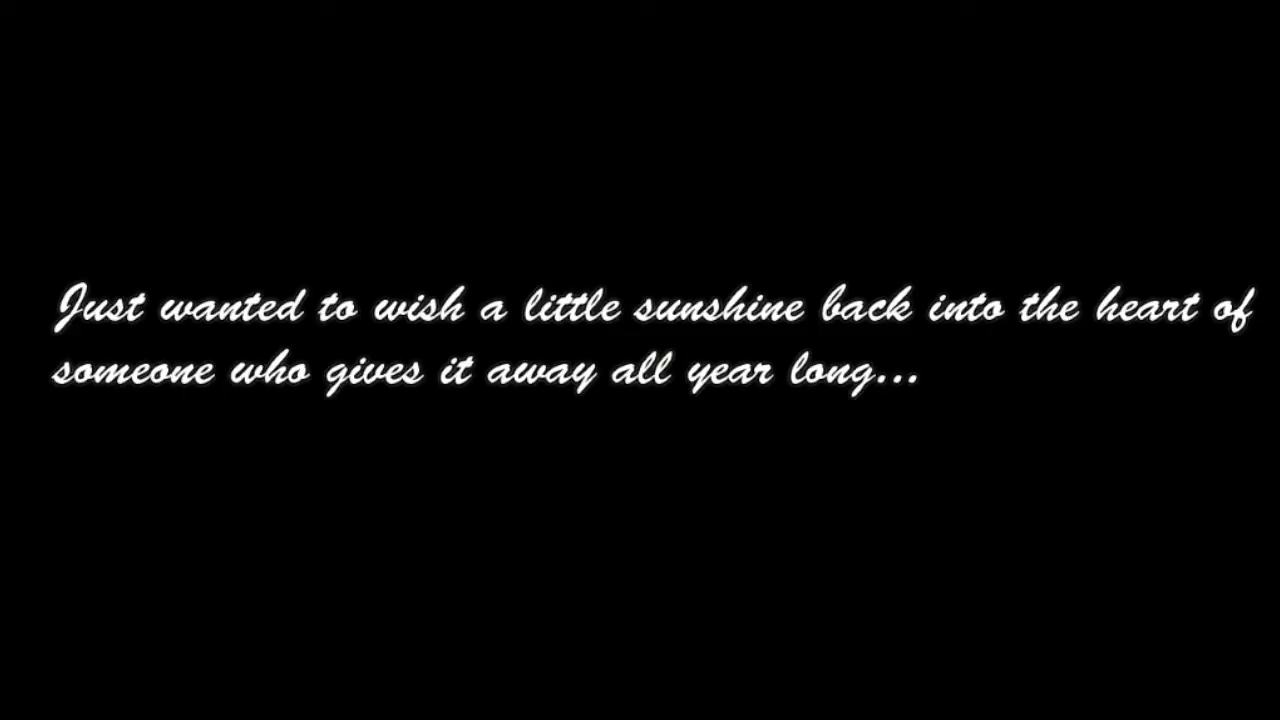 Just wanted to wish a little sunshine back into the heart of
someone who gives it away all year long...